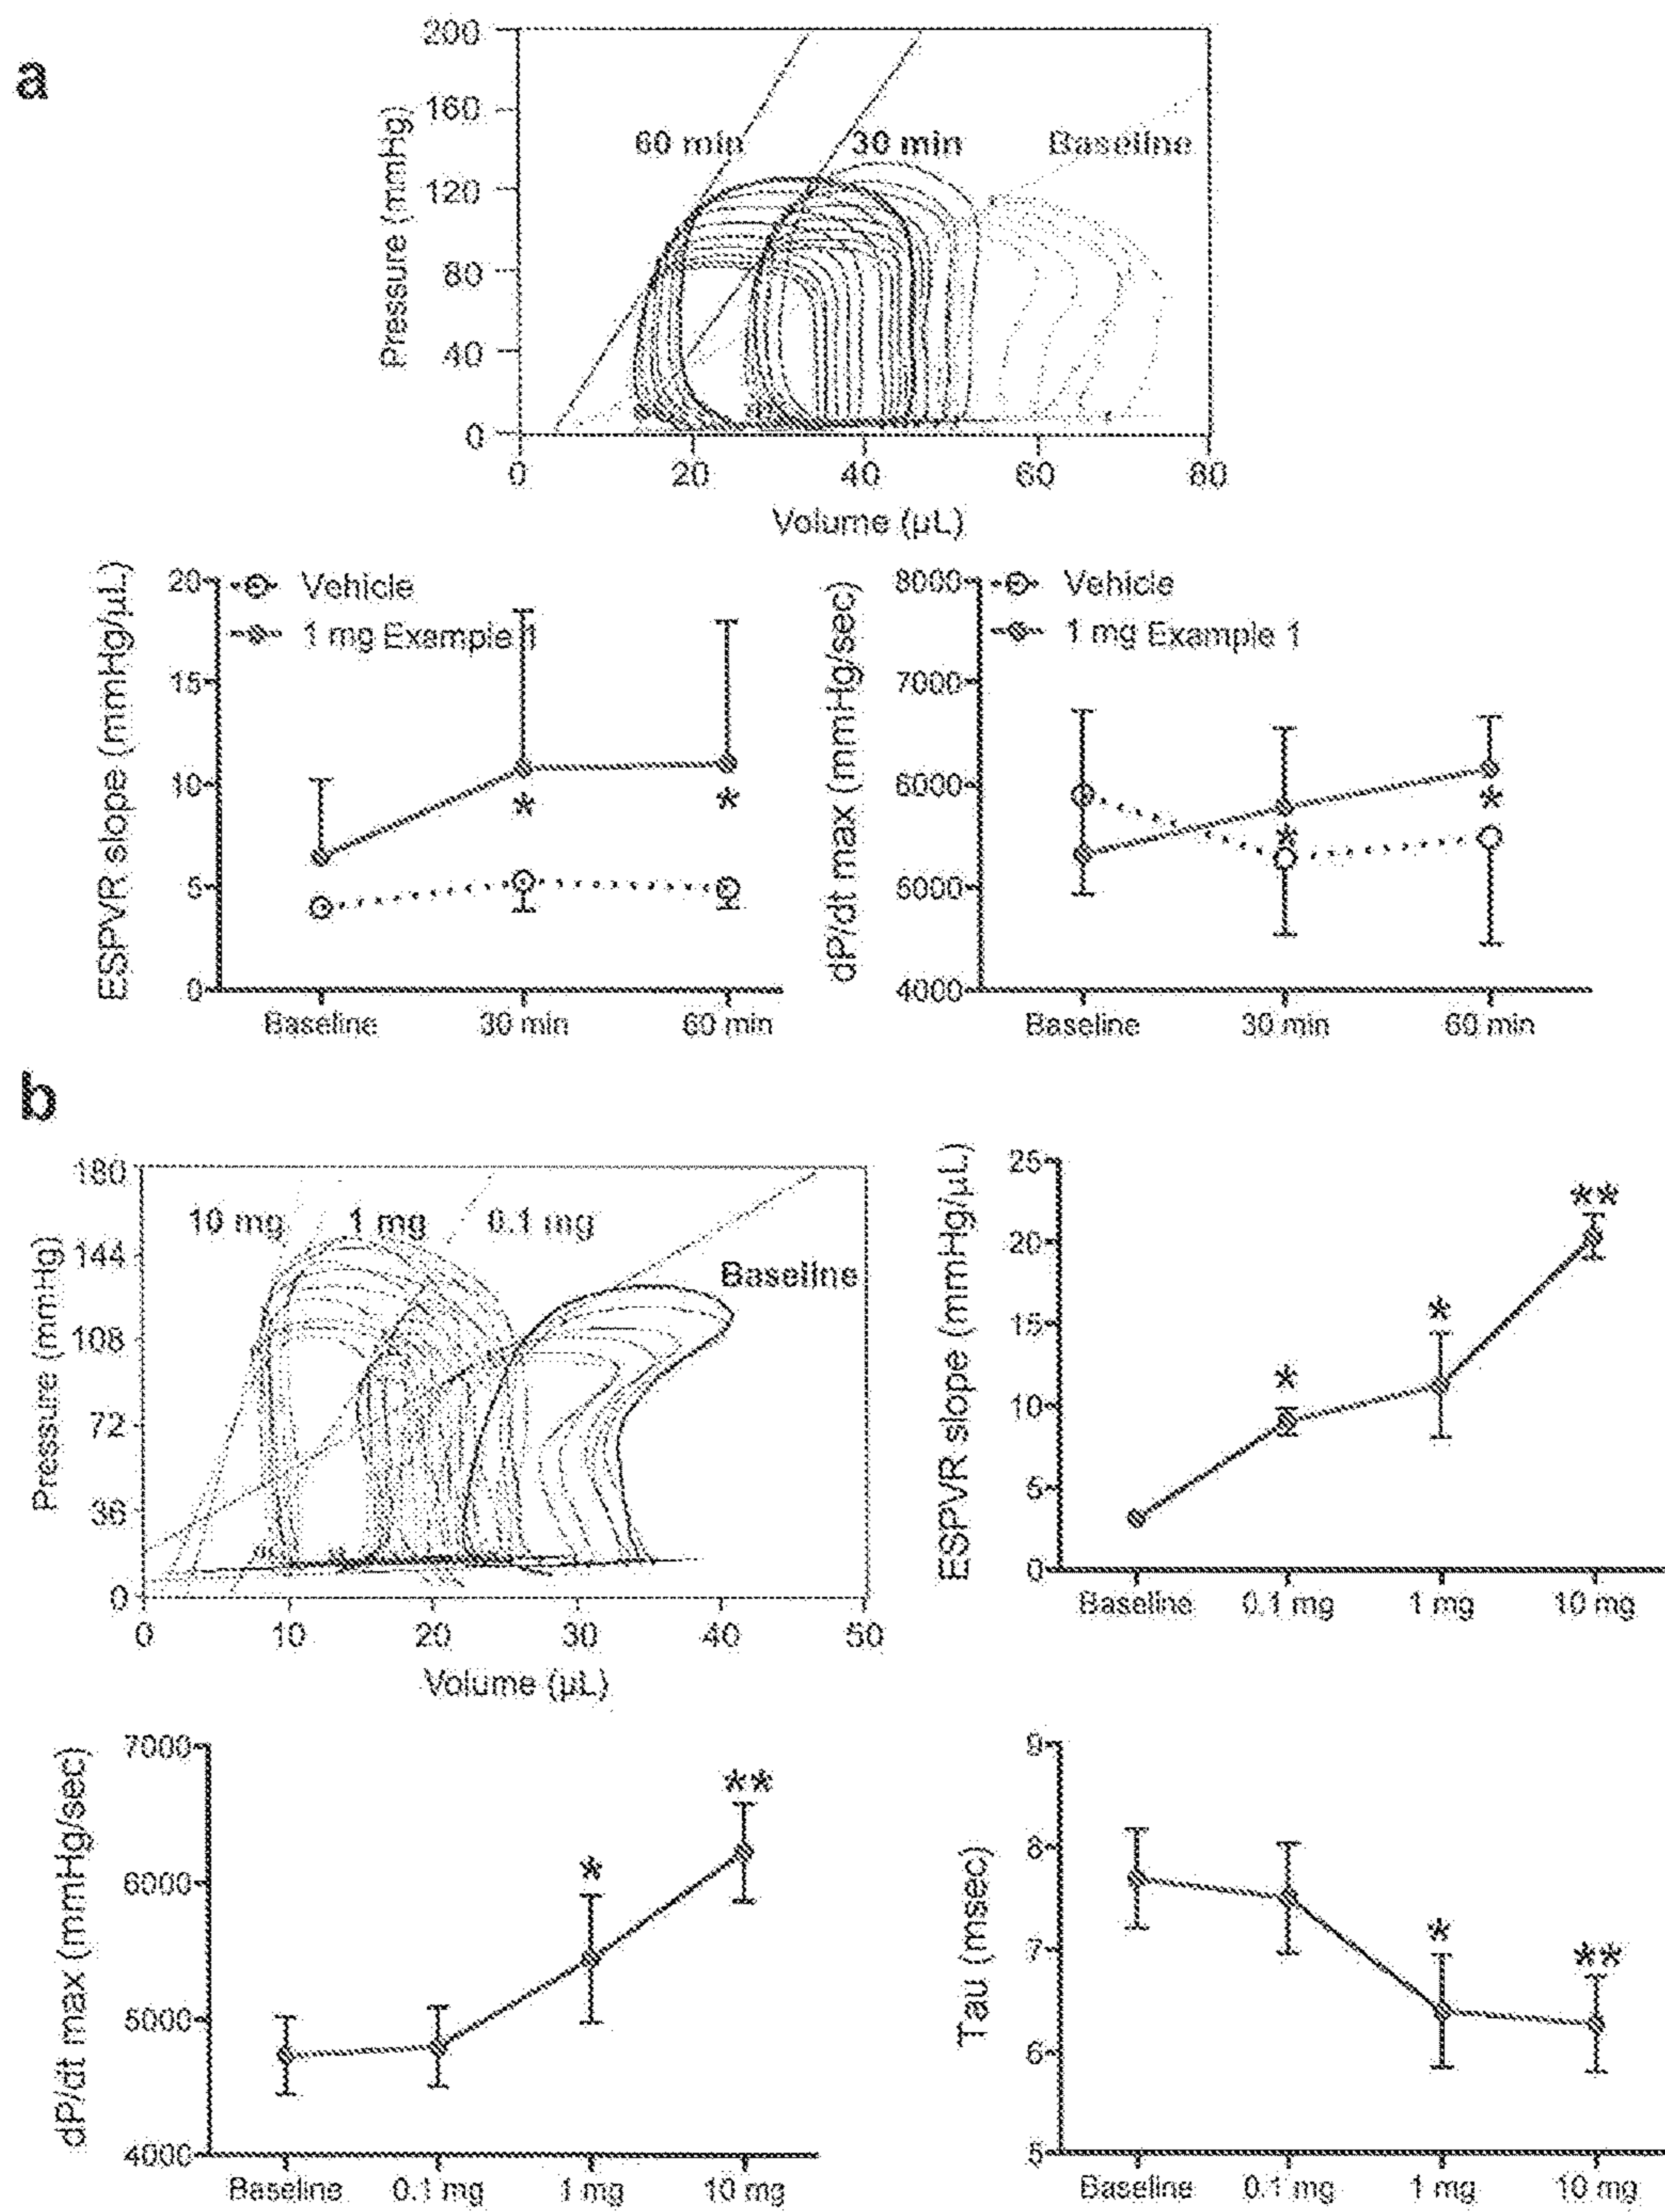 a
200
160
120
80
40
0
Pressure (mmHg)
60 min
30 min
Baseline
0
20
40
60
80
Volume (µL)
ESPVR slope (mmHg/µL)
20
15
10
5
0
Vehicle
1 mg Example 1
*
*
Baseline
30 min
60 min
dP/dt max (mmHg/sec)
8000
7000
6000
5000
4000
Vehicle
1 mg Example 1
*
*
Baseline
30 min
60 min
b
Pressure (mmHg)
180
144
108
72
36
0
10 mg
1 mg
0.1 mg
Baseline
0
10
20
30
40
50
Volume (µL)
ESPVR slope (mmHg/µL)
25
20
15
10
5
0
*
*
**
Baseline
0.1 mg
1 mg
10 mg
dP/dt max (mmHg/sec)
7000
6000
5000
4000
*
**
Baseline
0.1 mg
1 mg
10 mg
Tau (msec)
9
8
7
6
5
*
**
Baseline
0.1 mg
1 mg
10 mg